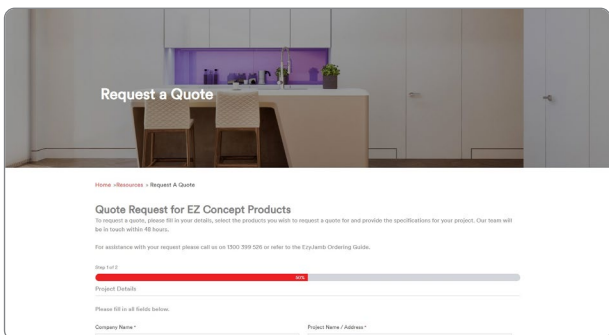 Request a Quote
Home >Resources > Request A Quote
Quote Request for EZ Concept Products
To request a quote, please fill in your details, select the products you wish to request a quote for and provide the specifications for your project. Our team will
be in touch within 48 hours.
For assistance with your request please call us on 1300 399 526 or refer to the EzyJamb Ordering Guide.
Step 1 of 2
50%
Project Details
Please fill in all fields below.
Company Name * Project Name / Address *